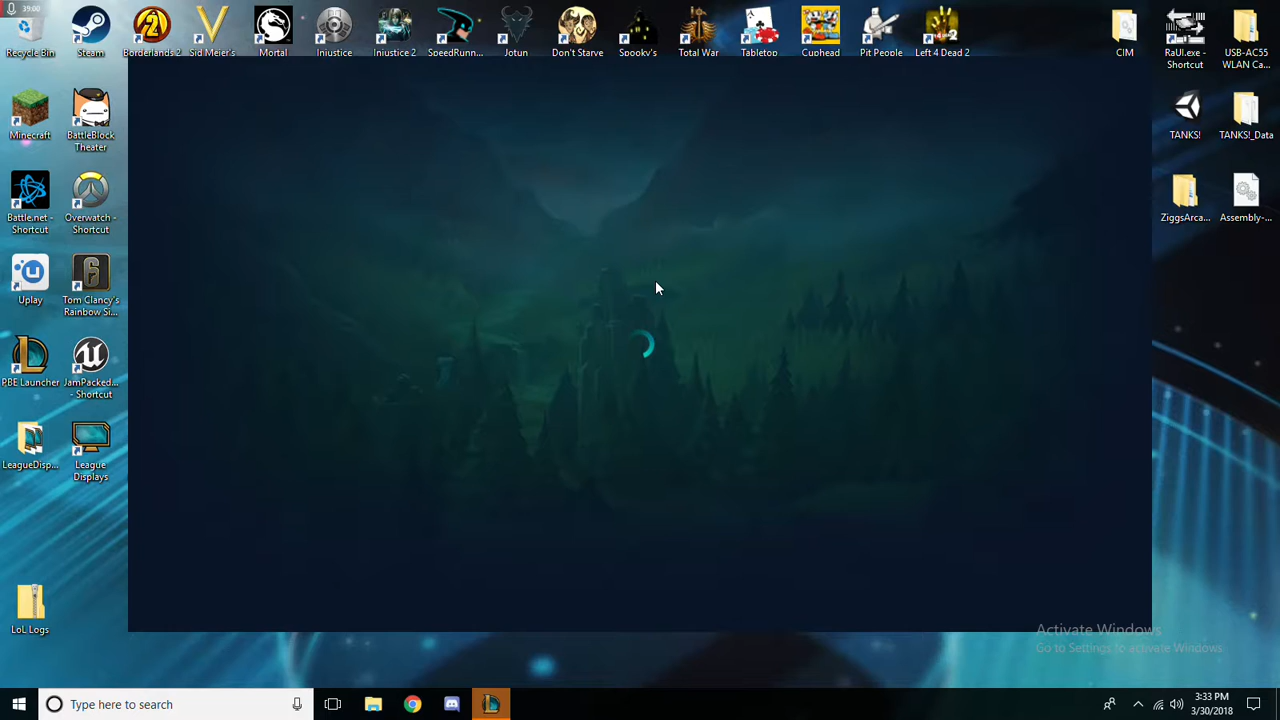 39:00
Recycle Bin
Steam
Borderlands 2
Sid Meier's
Mortal
Injustice
Injustice 2
SpeedRunn...
Jotun
Don't Starve
Spooky's
Total War
Tabletop
Cuphead
Pit People
Left 4 Dead 2
CIM
RaUI.exe -
Shortcut
USB-AC55
WLAN Ca...
Minecraft
BattleBlock
Theater
TANKS!
TANKS!_Data
Battle.net -
Shortcut
Overwatch -
Shortcut
ZiggsArca...
Assembly-...
Uplay
Tom Clancy's
Rainbow Si...
PBE Launcher
JamPacked...
- Shortcut
LeagueDisp...
League
Displays
LoL Logs
Activate Windows
Go to Settings to activate Windows.
Type here to search
3:33 PM
3/30/2018